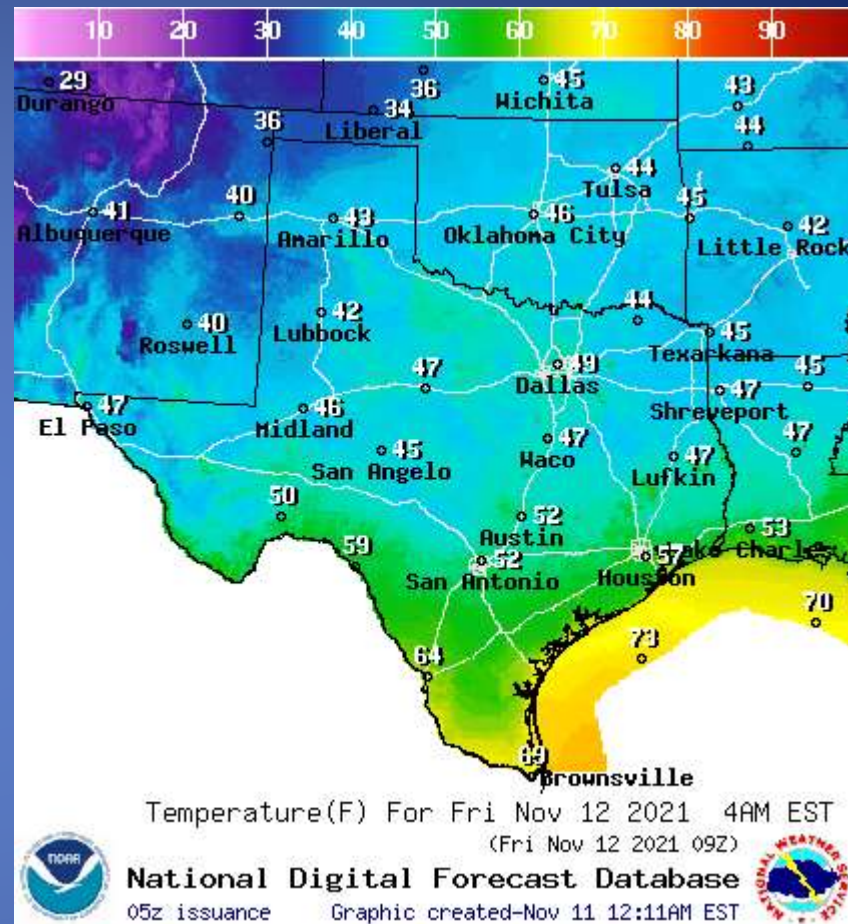 10 20 30 40 50 60 70 80 90
29
Durango
36
45
Wichita
43
34
Liberal
36
44
44
Tulsa
41
Albuquerque
40
43
Amarillo
46
Oklahoma City
45
42
Little Rock
40
Roswell
42
Lubbock
44
45
Texarkana
49
Dallas
47
45
47
Shreveport
47
El Paso
46
Midland
45
San Angelo
47
Waco
47
Lufkin
47
50
52
Austin
53
Lake Charles
59
52
San Antonio
57
Houston
70
73
64
69
Brownsville
Temperature(F) For Fri Nov 12 2021 4AM EST
(Fri Nov 12 2021 09Z)
NOAA
National Digital Forecast Database
05z issuance Graphic created-Nov 11 12:11AM EST